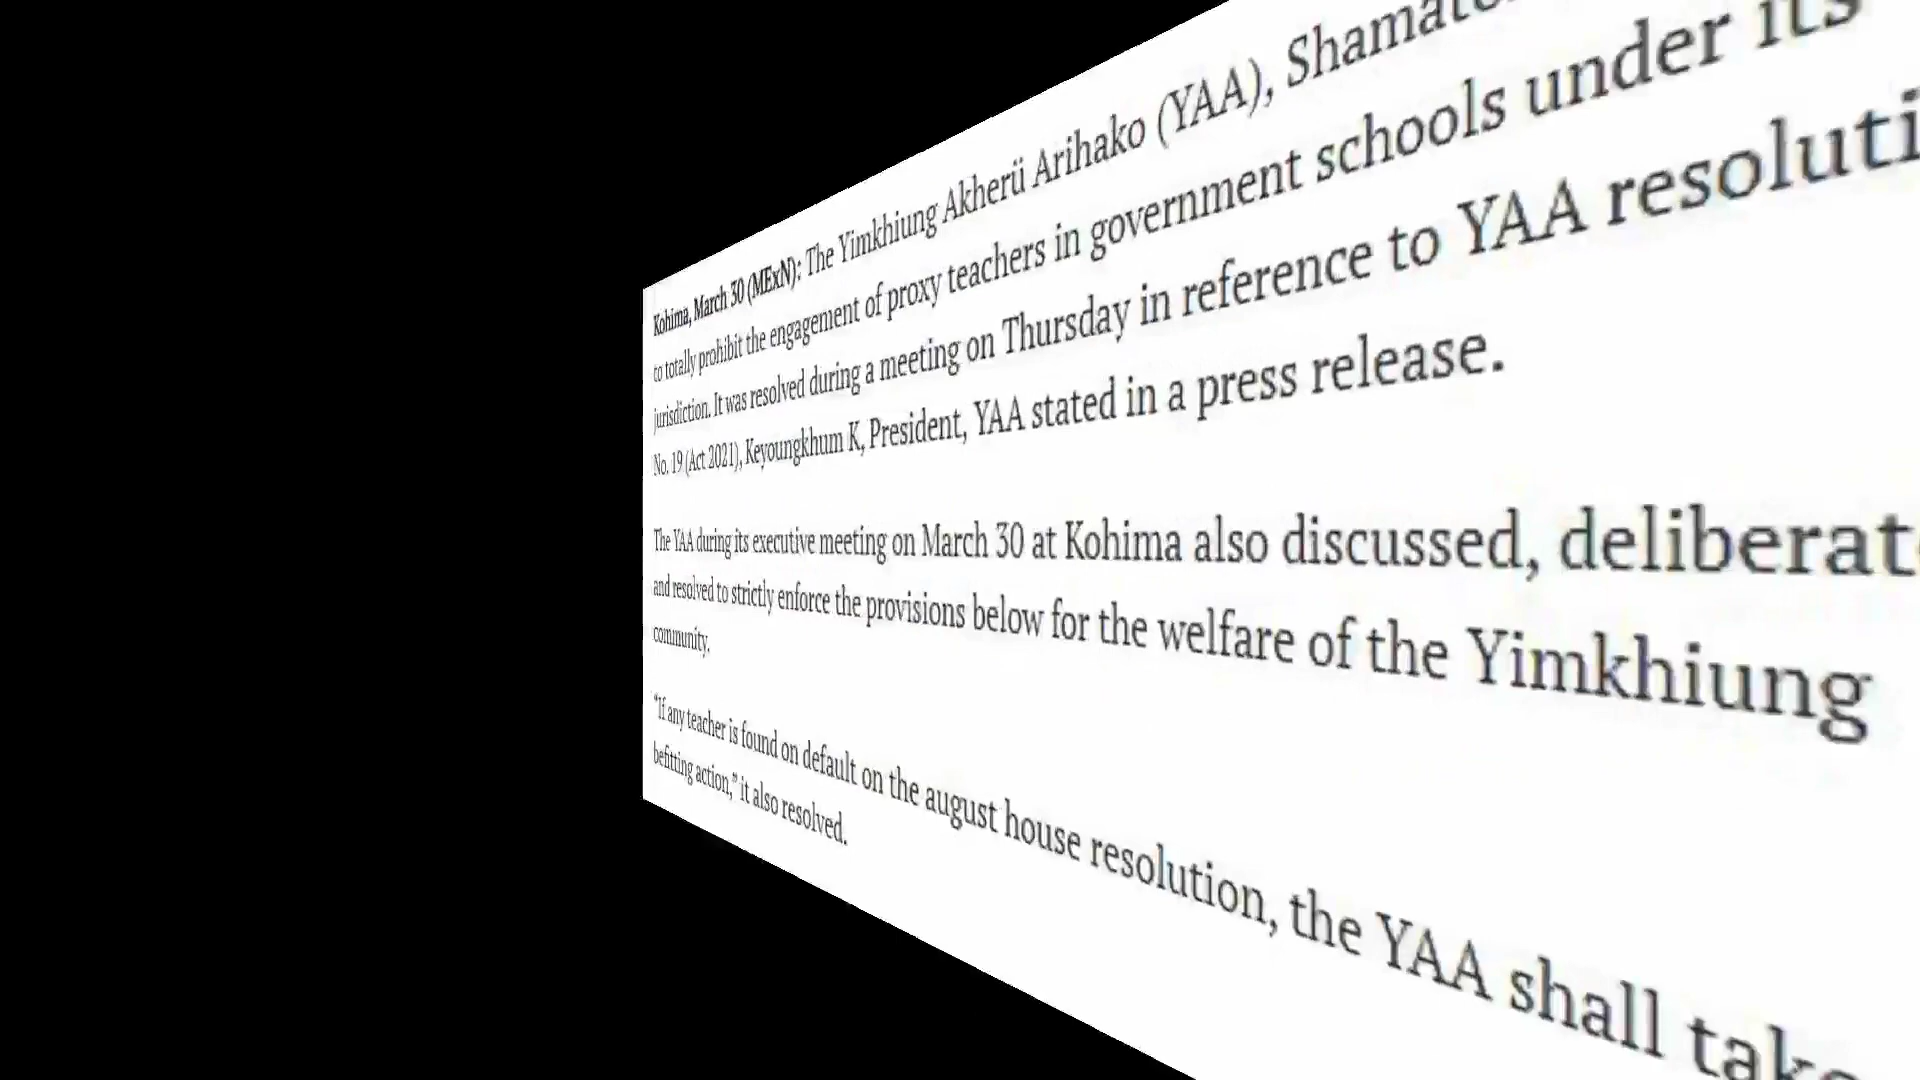 Kohima, March 30 (MExN): The Yimkhiung Akherü Arihako (YAA),
to totally prohibit the engagement of proxy teachers in government schools under its
jurisdiction. It was resolved during a meeting on Thursday in reference to YAA
No. 19 (Act 2021), Keyoungkhum K, President, YAA stated in a press release.
The YAA during its executive meeting on March 30 at Kohima also discussed,
and resolved to strictly enforce the provisions below for the welfare of the Yimkhiung
community.
“If any teacher is found on default on the august house resolution, the YAA shall
befitting action,” it also resolved.